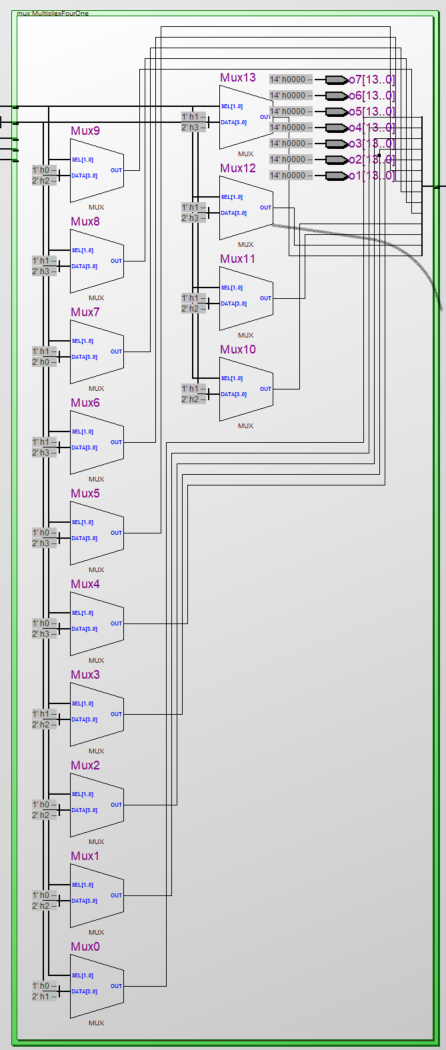 mux:MultiplexFourOne
Mux13
SEL[1..0]
1' h1 --
2' h3 --
DATA[3..0]
OUT
MUX
14' h0000 -- o7[13..0]
14' h0000 -- o6[13..0]
14' h0000 -- o5[13..0]
14' h0000 -- o4[13..0]
14' h0000 -- o3[13..0]
14' h0000 -- o2[13..0]
14' h0000 -- o1[13..0]
Mux12
SEL[1..0]
1' h1 --
2' h3 --
DATA[3..0]
OUT
MUX
Mux11
SEL[1..0]
1' h1 --
2' h2 --
DATA[3..0]
OUT
MUX
Mux10
SEL[1..0]
1' h1 --
2' h2 --
DATA[3..0]
OUT
MUX
Mux9
SEL[1..0]
1' h0 --
2' h2 --
DATA[3..0]
OUT
MUX
Mux8
SEL[1..0]
1' h1 --
2' h3 --
DATA[3..0]
OUT
MUX
Mux7
SEL[1..0]
1' h1 --
2' h0 --
DATA[3..0]
OUT
MUX
Mux6
SEL[1..0]
1' h1 --
2' h3 --
DATA[3..0]
OUT
MUX
Mux5
SEL[1..0]
1' h0 --
2' h3 --
DATA[3..0]
OUT
MUX
Mux4
SEL[1..0]
1' h0 --
2' h3 --
DATA[3..0]
OUT
MUX
Mux3
SEL[1..0]
1' h1 --
2' h2 --
DATA[3..0]
OUT
MUX
Mux2
SEL[1..0]
1' h0 --
2' h2 --
DATA[3..0]
OUT
MUX
Mux1
SEL[1..0]
1' h0 --
2' h2 --
DATA[3..0]
OUT
MUX
Mux0
SEL[1..0]
1' h0 --
2' h1 --
DATA[3..0]
OUT
MUX